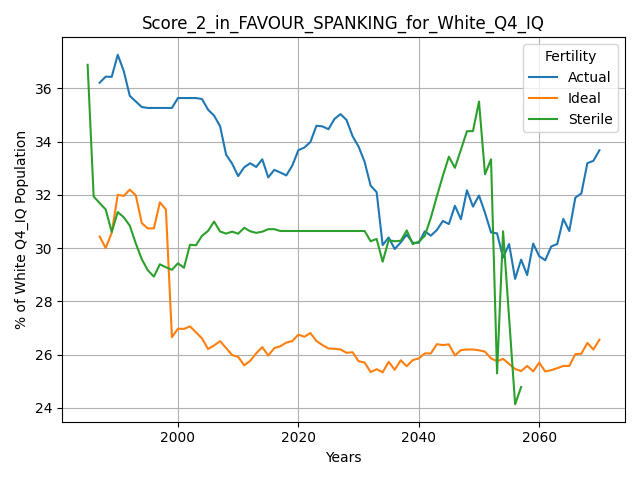 Score_2_in_FAVOUR_SPANKING_for_White_Q4_IQ
Fertility
Actual
Ideal
Sterile
% of White Q4_IQ Population
36
34
32
30
28
26
24
2000
2020
2040
2060
Years